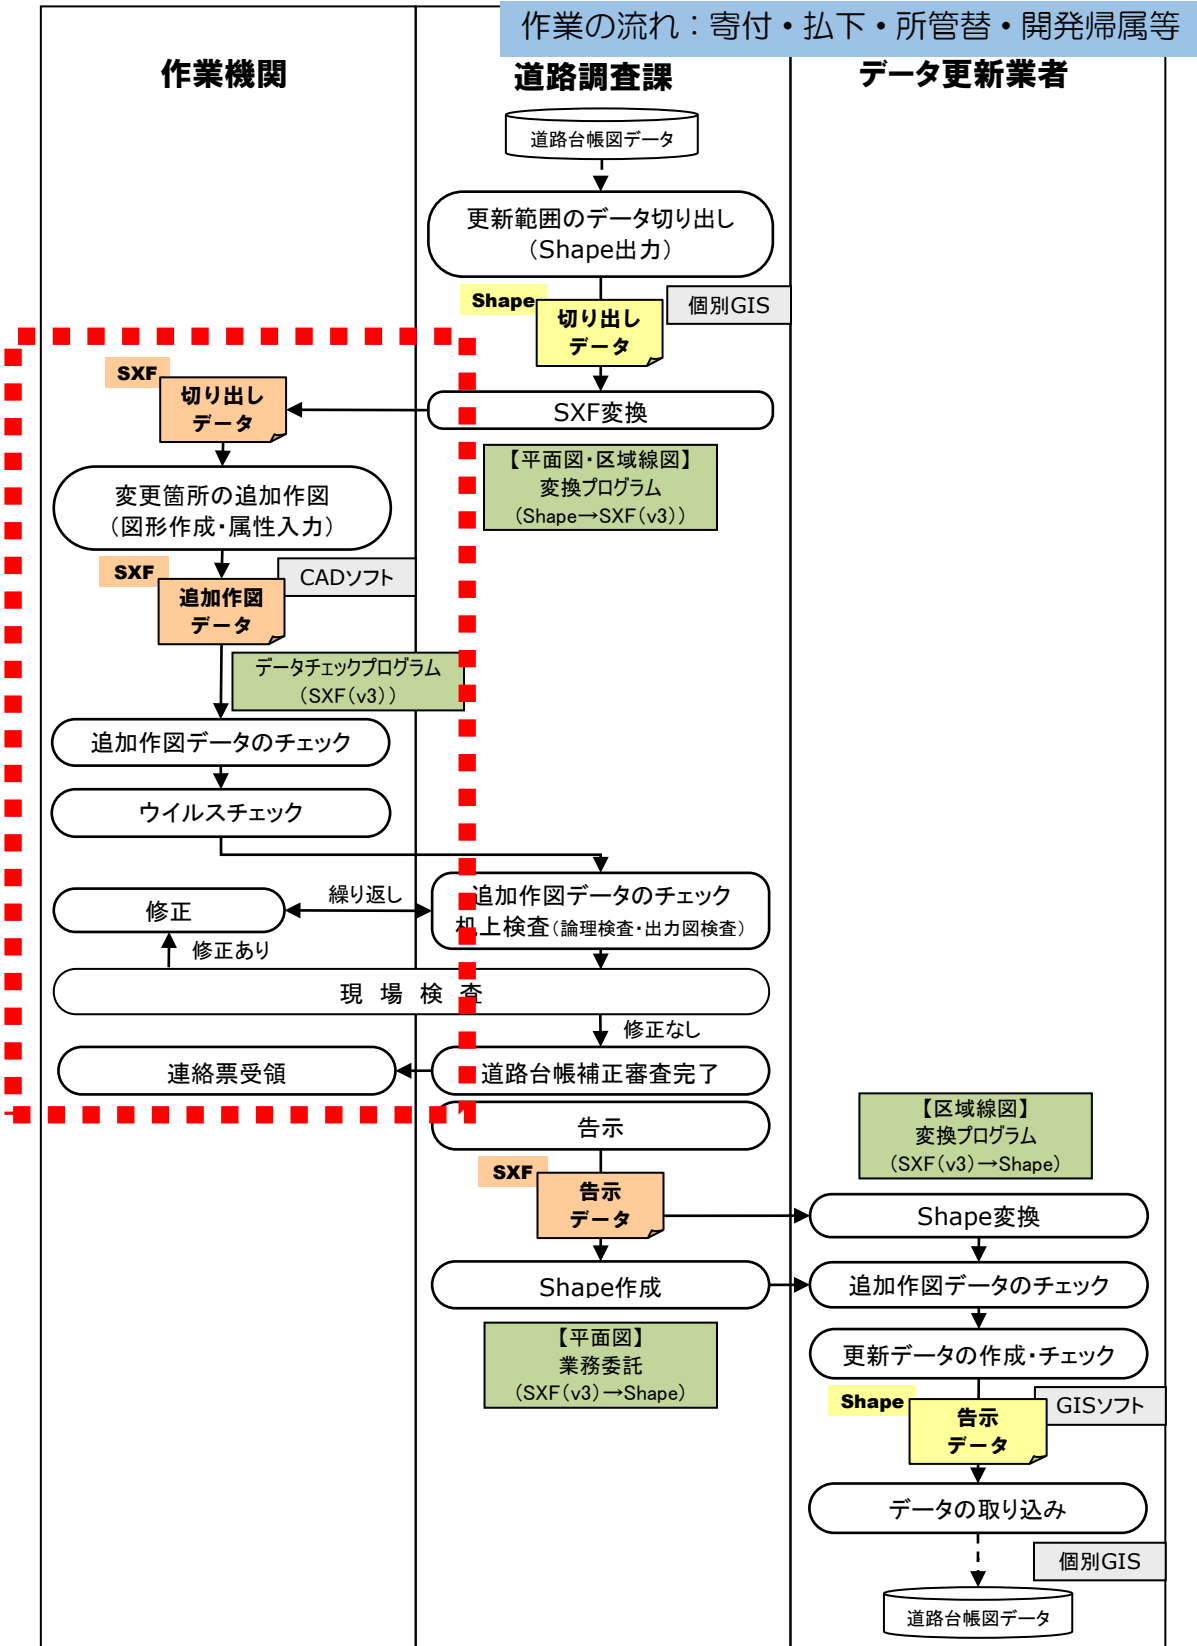 作業の流れ：寄付・払下・所管替・開発帰属等
作業機関
道路調査課
データ更新業者
道路台帳図データ
更新範囲のデータ切り出し
（Shape出力）
Shape
切り出し
データ
個別GIS
SXF変換
SXF
切り出し
データ
【平面図・区域線図】
変換プログラム
（Shape→SXF（v3））
変更箇所の追加作図
（図形作成・属性入力）
SXF
追加作図
データ
CADソフト
データチェックプログラム
（SXF（v3））
追加作図データのチェック
ウイルスチェック
追加作図データのチェック
机上検査（論理検査・出力図検査）
繰り返し
修正
修正あり
現 場 検 査
修正なし
道路台帳補正審査完了
連絡票受領
告示
SXF
告示
データ
【区域線図】
変換プログラム
（SXF（v3）→Shape）
Shape変換
Shape作成
追加作図データのチェック
【平面図】
業務委託
（SXF（v3）→Shape）
更新データの作成・チェック
Shape
告示
データ
GISソフト
データの取り込み
個別GIS
道路台帳図データ